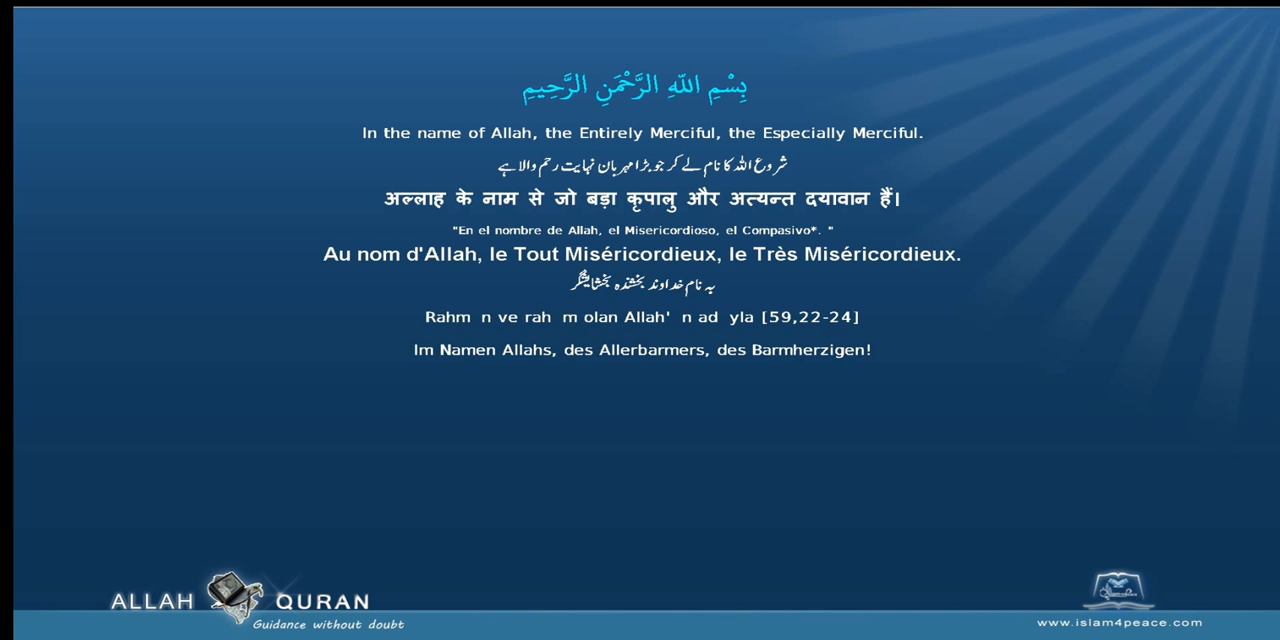 بِسْمِ اللَّهِ الرَّحْمَنِ الرَّحِيمِ
In the name of Allah, the Entirely Merciful, the Especially Merciful.
شروع اللہ کا نام لے کر جو بڑا مہربان نہایت رحم والا ہے
अल्लाह के नाम से जो बड़ा कृपालु और अत्यन्त दयावान हैं।
"En el nombre de Allah, el Misericordioso, el Compasivo*. "
Au nom d'Allah, le Tout Miséricordieux, le Très Miséricordieux.
به نام خداوند بخشنده بخشایشگر
Rahm n ve rah m olan Allah' n ad yla [59,22-24]
Im Namen Allahs, des Allerbarmers, des Barmherzigen!
ALLAH QURAN
Guidance without doubt
www.islam4peace.com